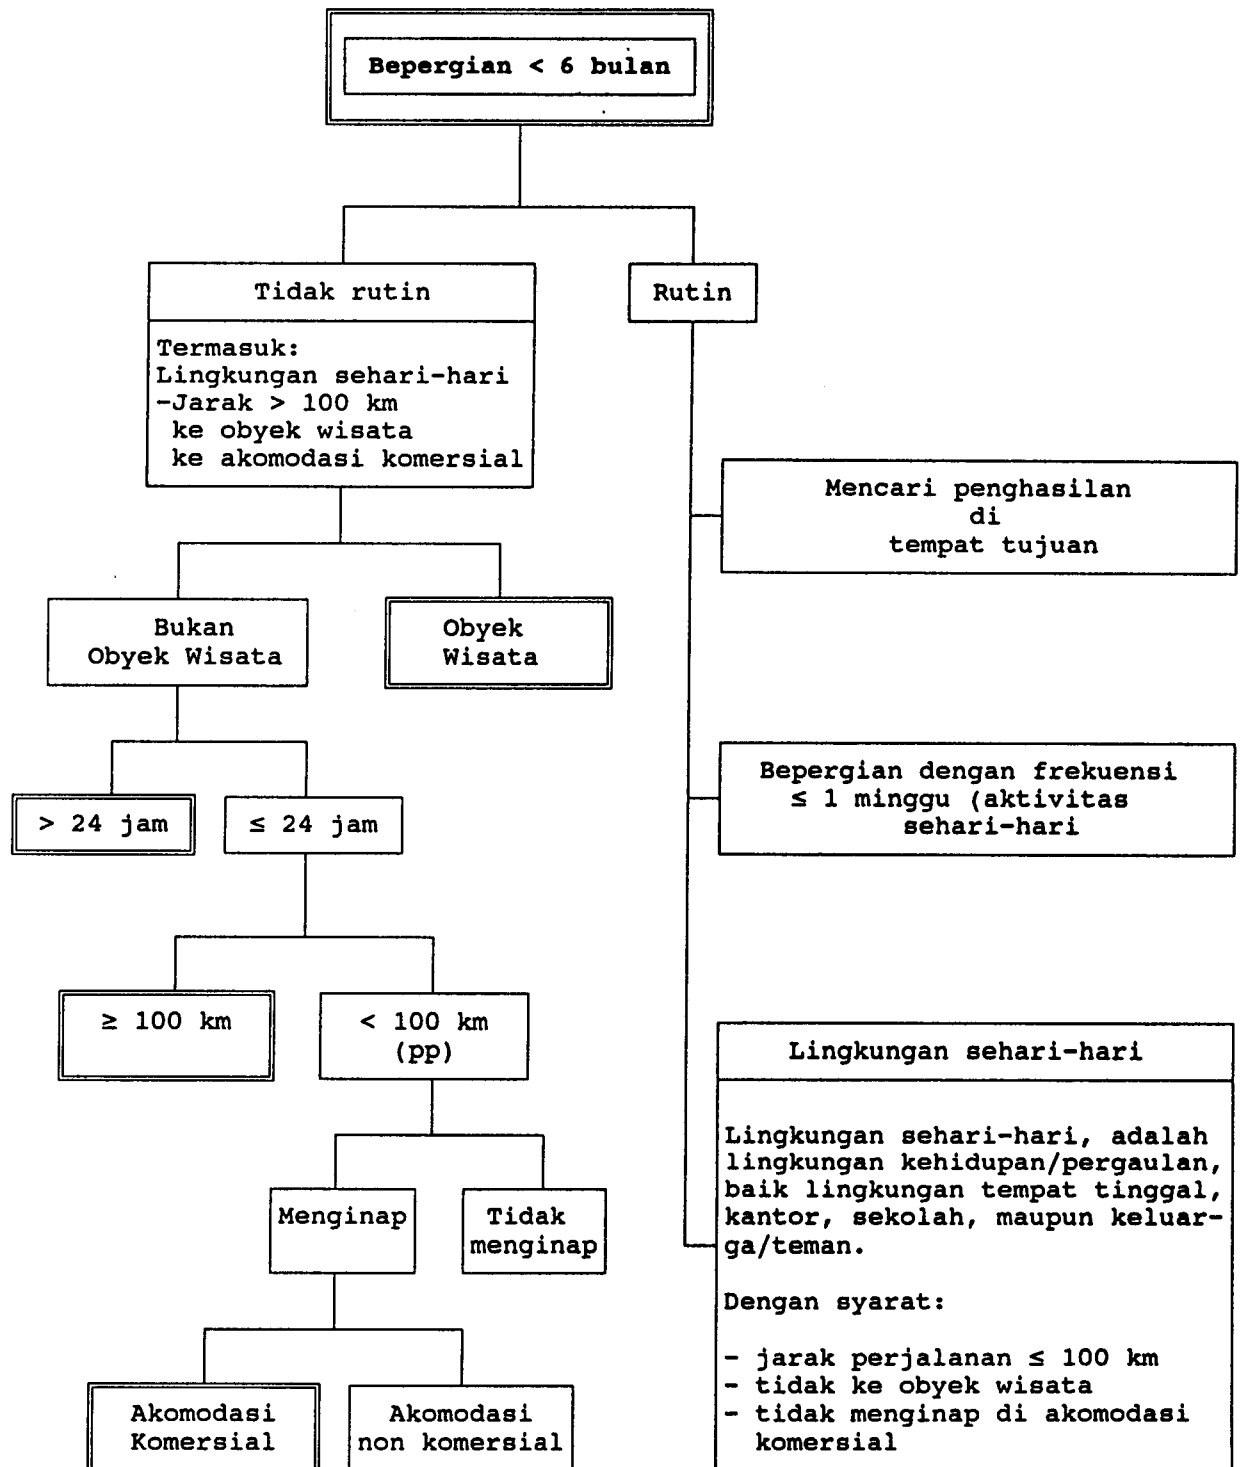 Bepergian < 6 bulan
Tidak rutin
Rutin
Termasuk:
Lingkungan sehari-hari
-Jarak > 100 km
ke obyek wisata
ke akomodasi komersial
Mencari penghasilan
di
tempat tujuan
Bukan
Obyek Wisata
Obyek
Wisata
Bepergian dengan frekuensi
≤ 1 minggu (aktivitas
sehari-hari
> 24 jam
≤ 24 jam
≥ 100 km
< 100 km
(pp)
Lingkungan sehari-hari
Lingkungan sehari-hari, adalah
lingkungan kehidupan/pergaulan,
baik lingkungan tempat tinggal,
kantor, sekolah, maupun keluar-
ga/teman.
Dengan syarat:
- jarak perjalanan ≤ 100 km
- tidak ke obyek wisata
- tidak menginap di akomodasi
komersial
Menginap
Tidak
menginap
Akomodasi
Komersial
Akomodasi
non komersial